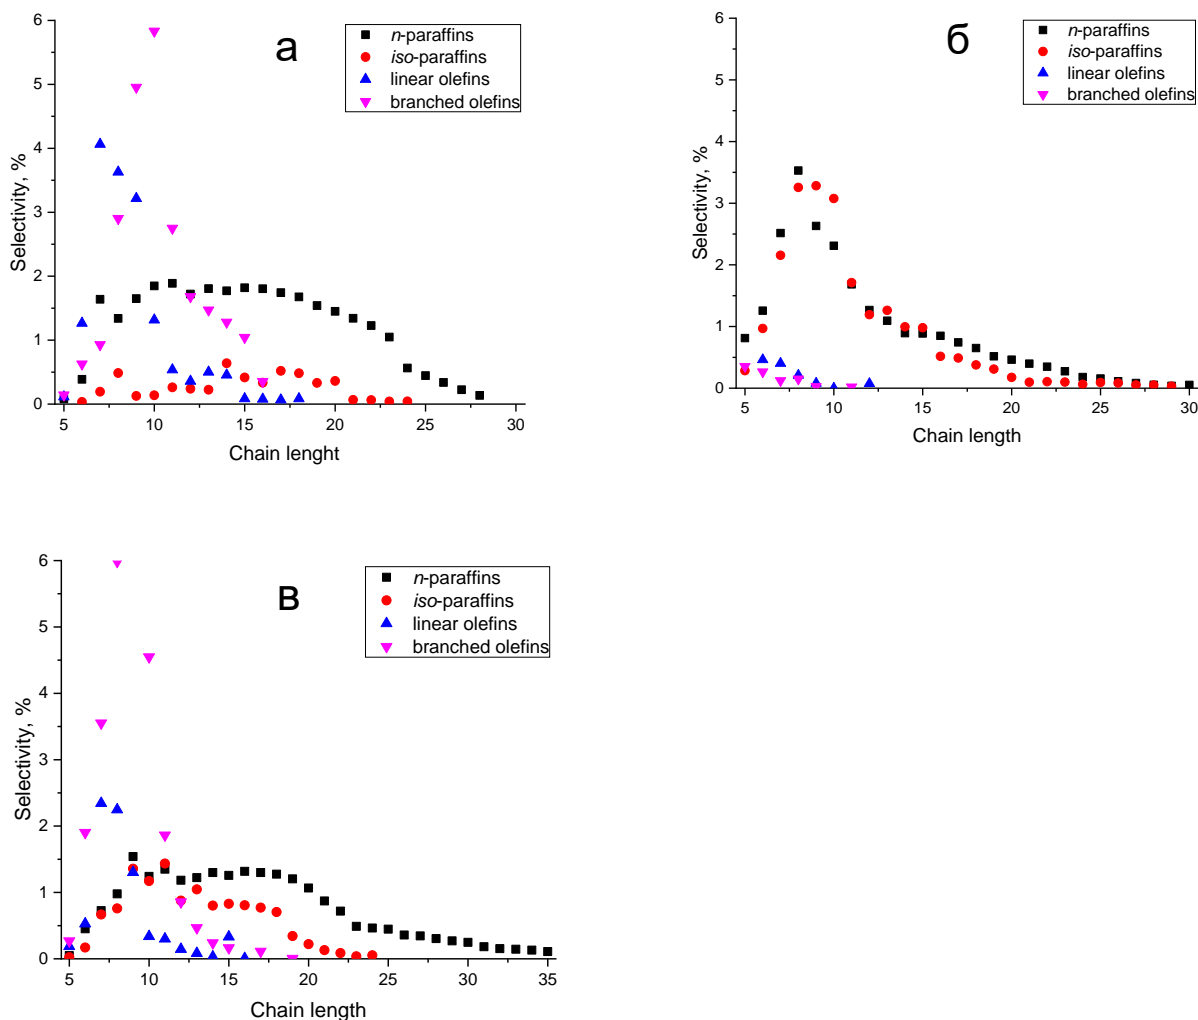 а
n-paraffins
iso-paraffins
linear olefins
branched olefins
Selectivity, %
6
5
4
3
2
1
0
5 10 15 20 25 30
Chain lenght
б
n-paraffins
iso-paraffins
linear olefins
branched olefins
Selectivity, %
6
5
4
3
2
1
0
5 10 15 20 25 30
Chain length
в
n-paraffins
iso-paraffins
linear olefins
branched olefins
Selectivity, %
6
5
4
3
2
1
0
5 10 15 20 25 30 35
Chain length